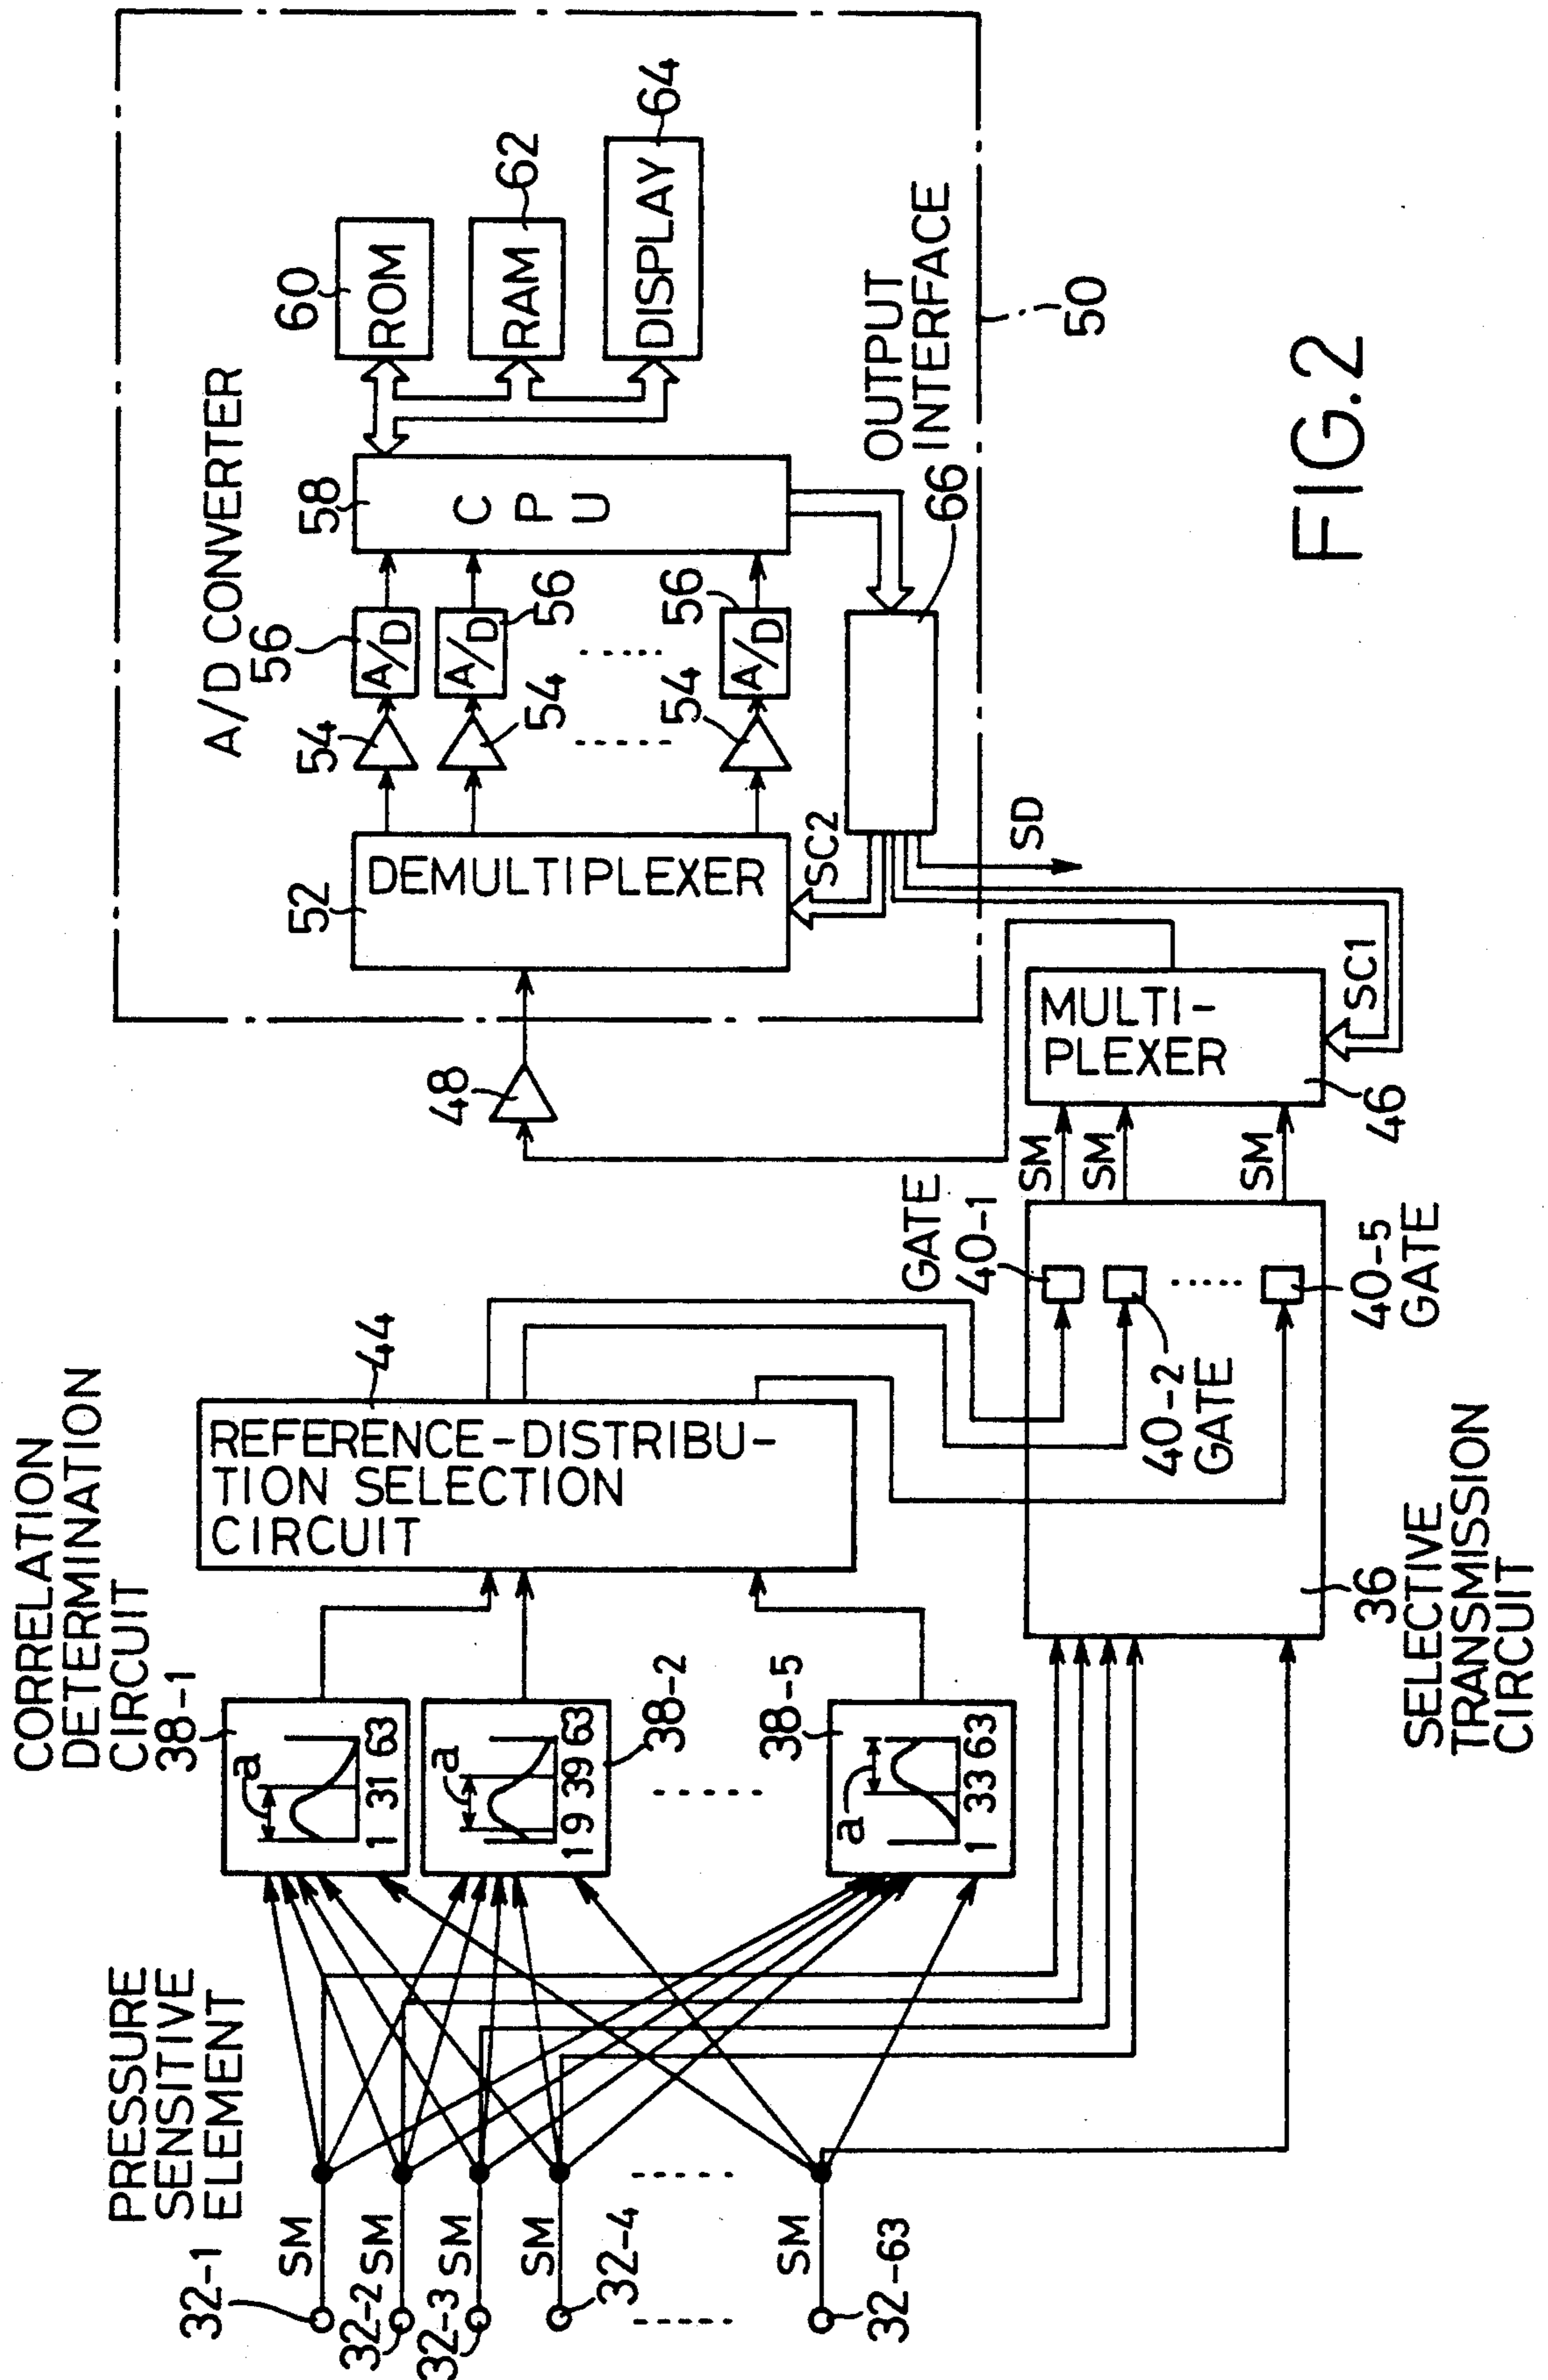 PRESSURE
SENSITIVE
ELEMENT
32-1
SM
32-2
SM
32-3
SM
SM
32-4
SM
32-63
CORRELATION
DETERMINATION
CIRCUIT
38-1
a
1 31 63
a
1 9 39 63
38-2
38-5
a
1 33 63
44
REFERENCE-DISTRIBU-
TION SELECTION
CIRCUIT
GATE
40-1
40-2
GATE
40-5
GATE
36
SELECTIVE
TRANSMISSION
CIRCUIT
SM
SM
SM
MULTI-
PLEXER
46
SC1
48
52
DEMULTIPLEXER
SC2
SD
A/D CONVERTER
54
56
A/D
54
A/D
56
54
A/D
56
58
CPU
60
ROM
RAM
62
DISPLAY
64
OUTPUT
INTERFACE
66
50
FIG.2